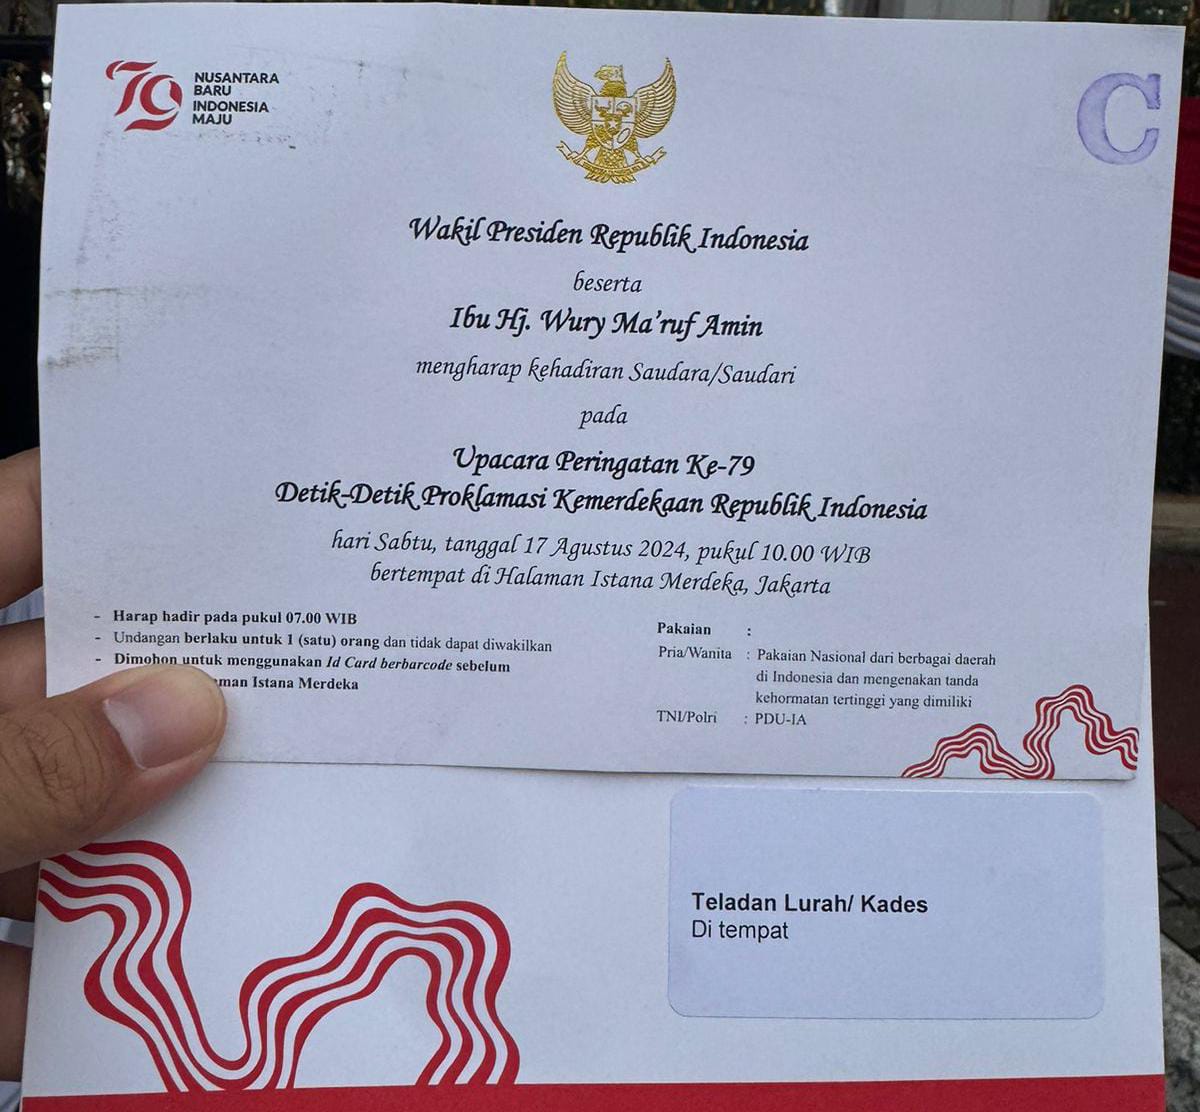 79
NUSANTARA
BARU
INDONESIA
MAJU
C
Wakil Presiden Republik Indonesia
beserta
Ibu Hj. Wury Ma'ruf Amin
mengharap kehadiran Saudara/Saudari
pada
Upacara Peringatan Ke-79
Detik-Detik Proklamasi Kemerdekaan Republik Indonesia
hari Sabtu, tanggal 17 Agustus 2024, pukul 10.00 WIB
bertempat di Halaman Istana Merdeka, Jakarta
- Harap hadir pada pukul 07.00 WIB
- Undangan berlaku untuk 1 (satu) orang dan tidak dapat diwakilkan
- Dimohon untuk menggunakan Id Card berbarcode sebelum
Istana Merdeka
Pakaian :
Pria/Wanita : Pakaian Nasional dari berbagai daerah
di Indonesia dan mengenakan tanda
kehormatan tertinggi yang dimiliki
TNI/Polri : PDU-IA
Teladan Lurah/ Kades
Di tempat